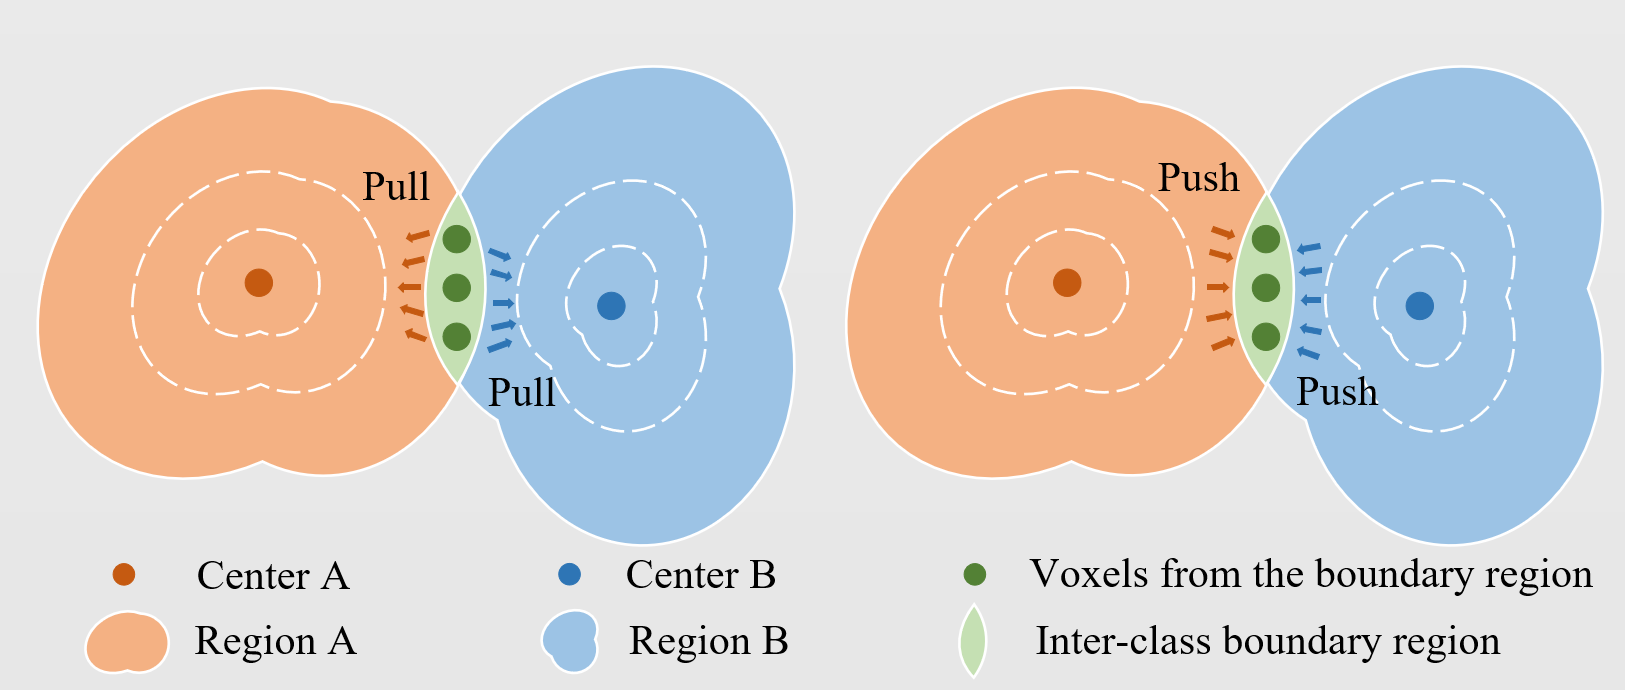 Pull
Pull
Push
Push
Center A
Center B
Voxels from the boundary region
Region A
Region B
Inter-class boundary region